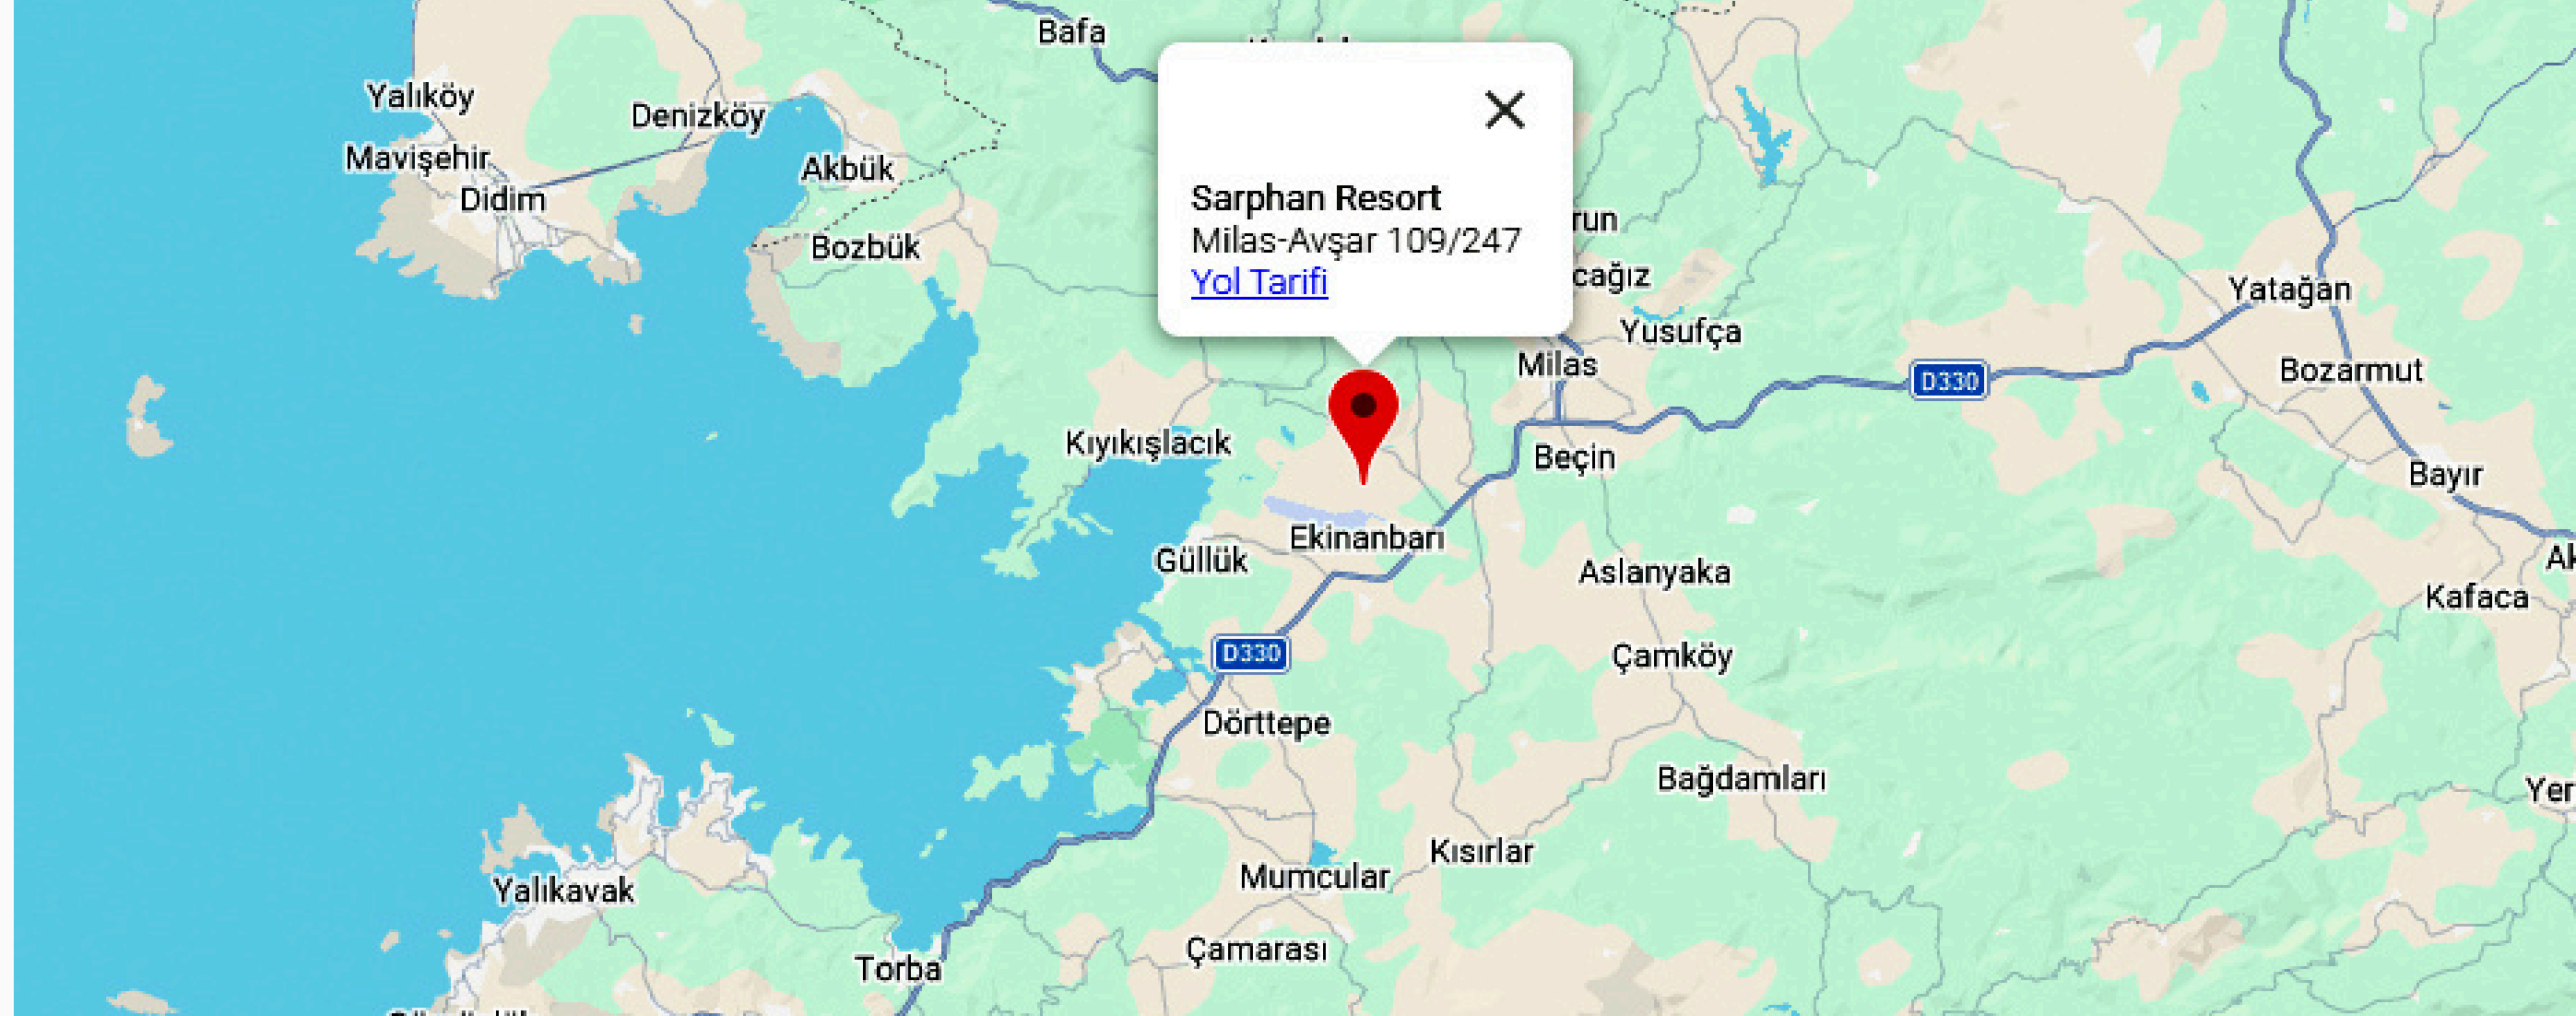 Bafa
Yalıköy
Denizköy
Mavişehir
Akbük
Didim
Bozbük
Sarphan Resort
Milas-Avşar 109/247
Yol Tarifi
Yusufça
Yatağan
Milas
Bozarmut
D330
Kıyıkışlacık
Beçin
Bayır
Ekinanbarı
Güllük
Aslanyaka
Kafaca
D330
Çamköy
Dörttepe
Bağdamları
Kısırlar
Mumcular
Yalıkavak
Çamarası
Torba